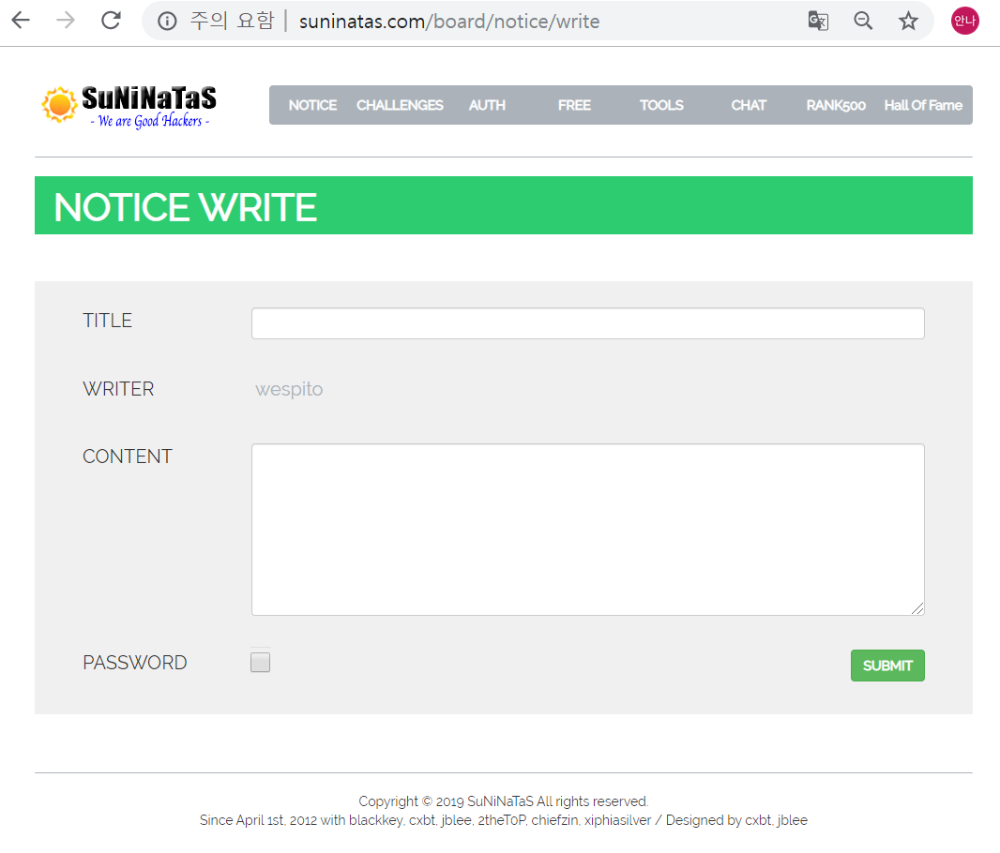 주의 요함 | suninatas.com/board/notice/write 안나
SuNiNaTaS
- We are Good Hackers -
NOTICE CHALLENGES AUTH FREE TOOLS CHAT RANK500 Hall Of Fame
NOTICE WRITE
TITLE
WRITER wespito
CONTENT
PASSWORD SUBMIT
Copyright © 2019 SuNiNaTaS All rights reserved.
Since April 1st, 2012 with blackkey, cxbt, jblee, 2theT0P, chiefzin, xiphiasilver / Designed by cxbt, jblee